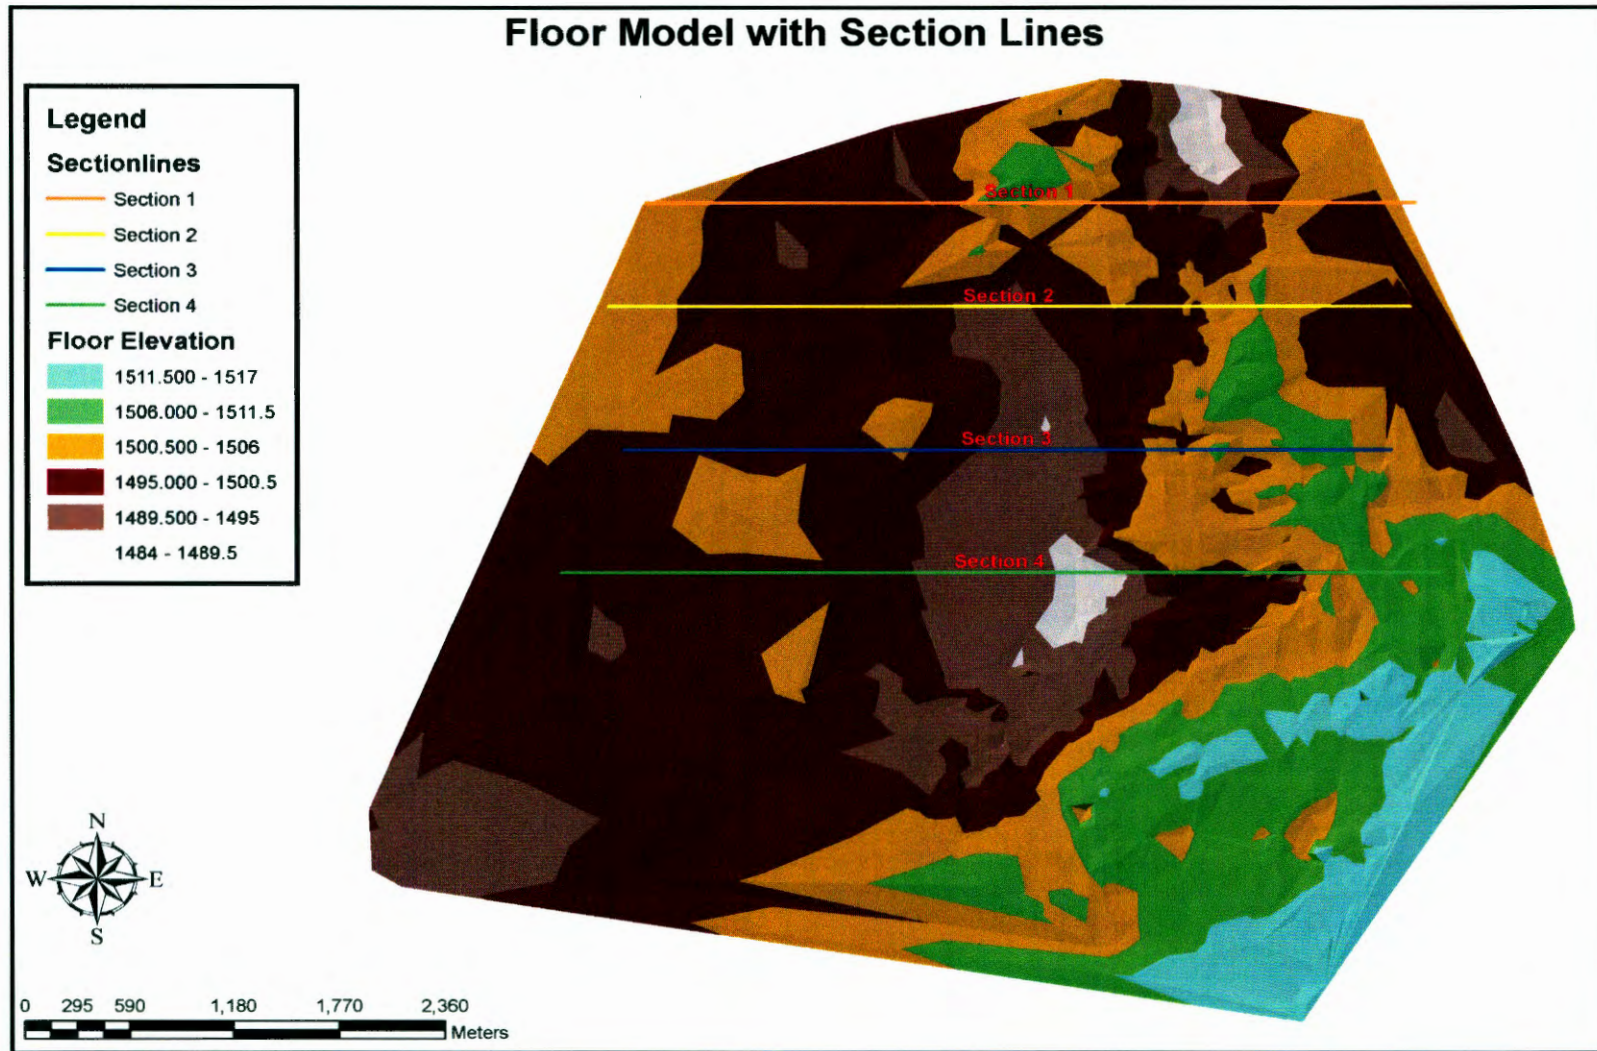 Floor Model with Section Lines
Legend
Sectionlines
Section 1
Section 2
Section 3
Section 4
Floor Elevation
1511.500 - 1517
1506.000 - 1511.5
1500.500 - 1506
1495.000 - 1500.5
1489.500 - 1495
1484 - 1489.5
Section 1
Section 2
Section 3
Section 4
N
W E
S
0 295 590 1,180 1,770 2,360
Meters